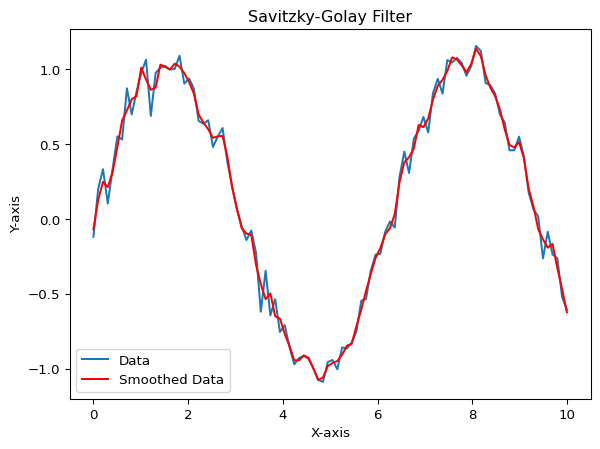 Savitzky-Golay Filter
Y-axis
1.0
0.5
0.0
−0.5
−1.0
Data
Smoothed Data
0 2 4 6 8 10
X-axis